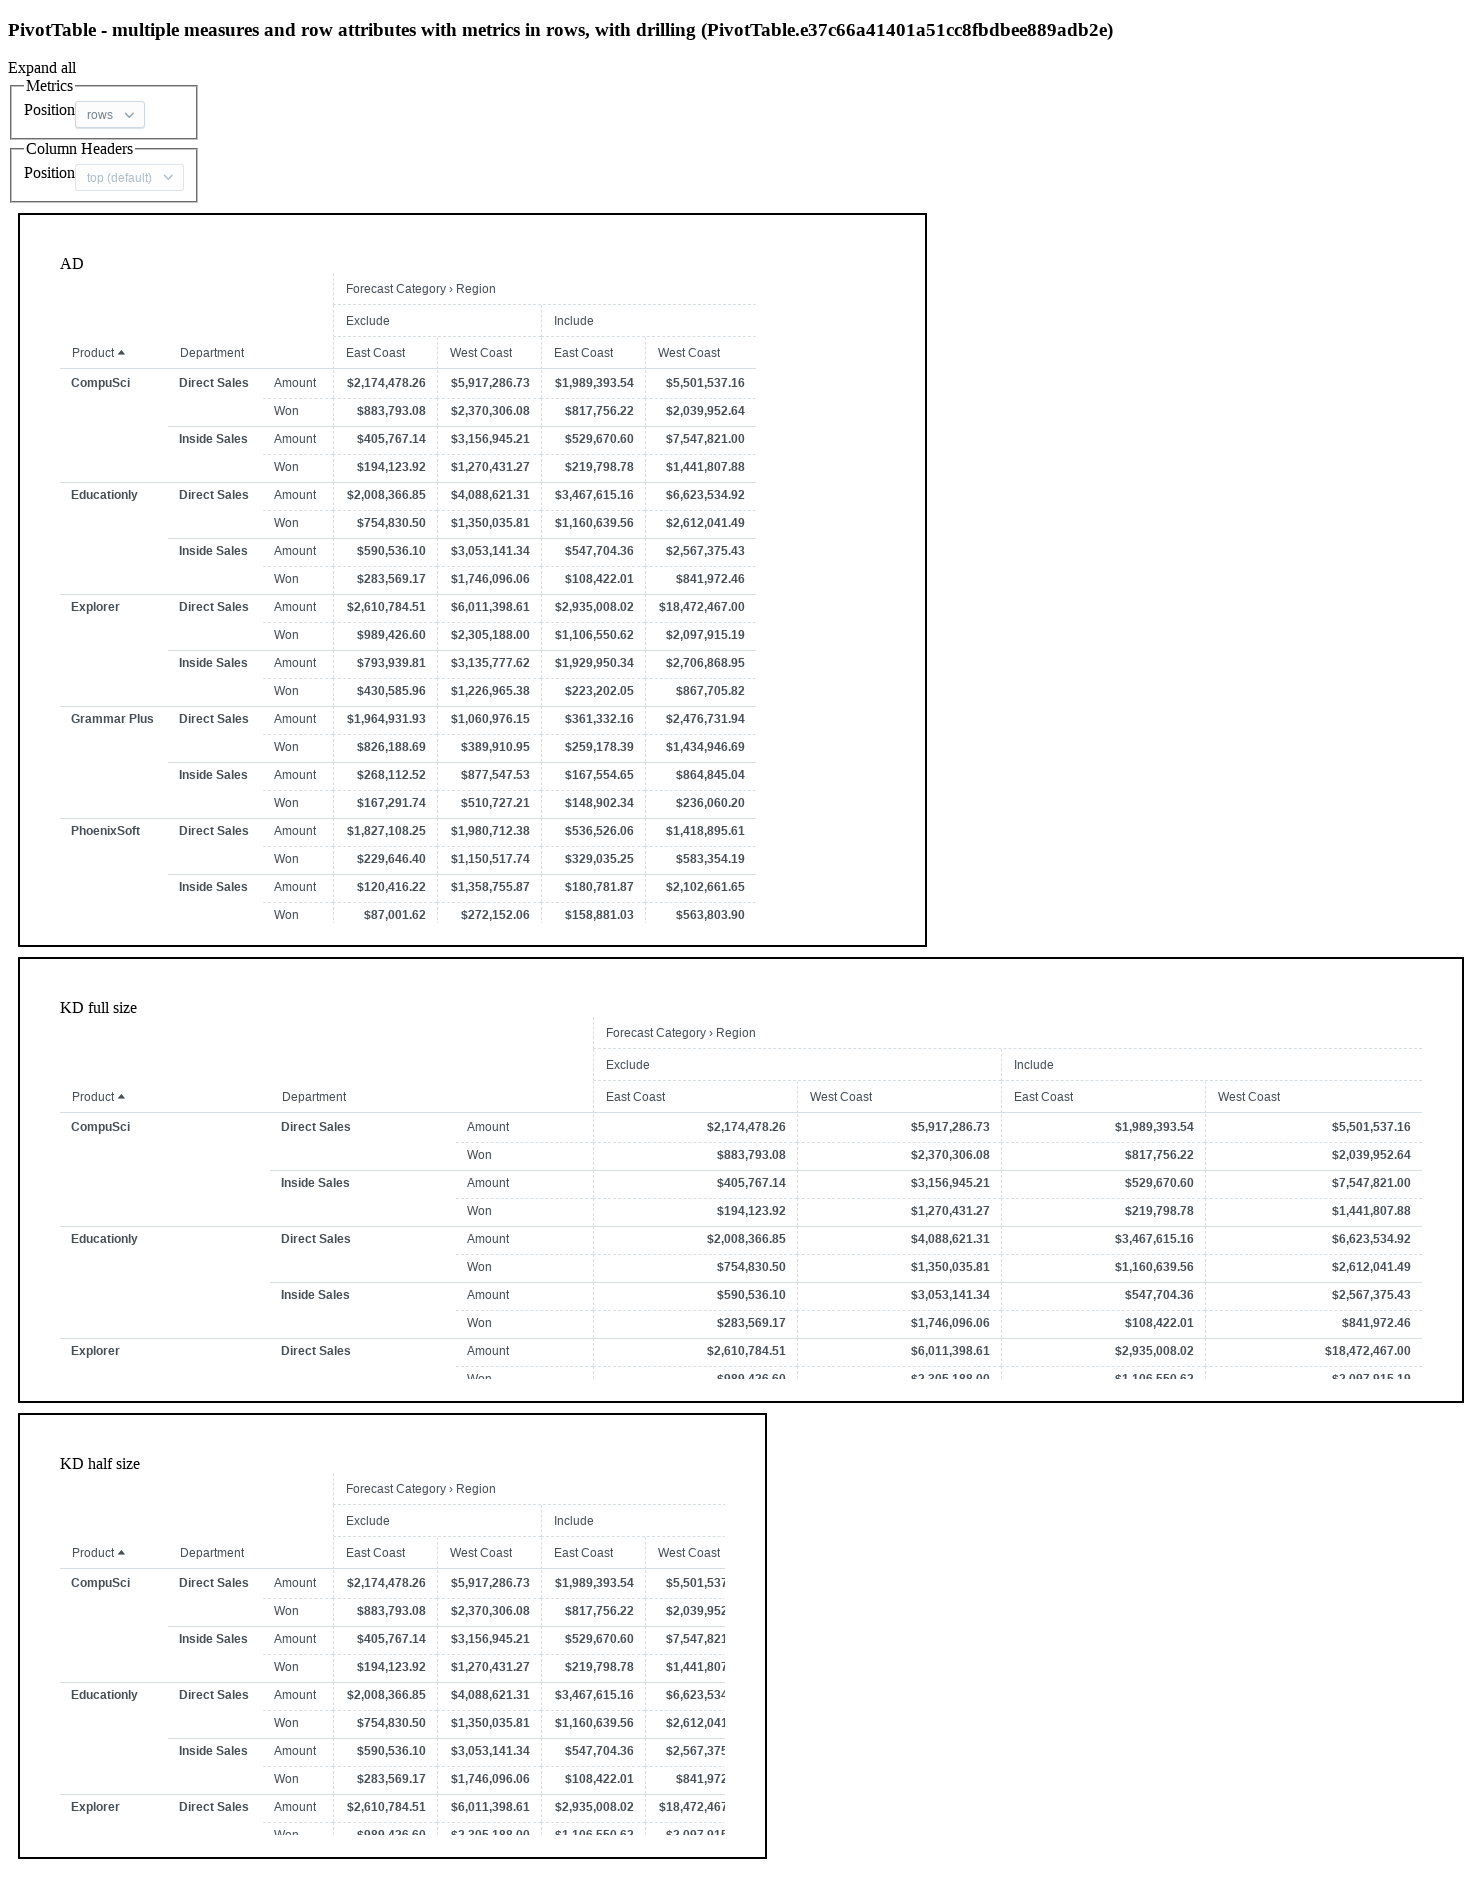 PivotTable - multiple measures and row attributes with metrics in rows, with drilling (PivotTable.e37c66a41401a51cc8fbdbee889adb2e)
Expand all
Metrics
Position rows
Column Headers
Position top (default)
AD
Forecast Category › Region
Exclude Include
Product Department East Coast West Coast East Coast West Coast
CompuSci Direct Sales Amount $2,174,478.26 $5,917,286.73 $1,989,393.54 $5,501,537.16
Won $883,793.08 $2,370,306.08 $817,756.22 $2,039,952.64
Inside Sales Amount $405,767.14 $3,156,945.21 $529,670.60 $7,547,821.00
Won $194,123.92 $1,270,431.27 $219,798.78 $1,441,807.88
Educationly Direct Sales Amount $2,008,366.85 $4,088,621.31 $3,467,615.16 $6,623,534.92
Won $754,830.50 $1,350,035.81 $1,160,639.56 $2,612,041.49
Inside Sales Amount $590,536.10 $3,053,141.34 $547,704.36 $2,567,375.43
Won $283,569.17 $1,746,096.06 $108,422.01 $841,972.46
Explorer Direct Sales Amount $2,610,784.51 $6,011,398.61 $2,935,008.02 $18,472,467.00
Won $989,426.60 $2,305,188.00 $1,106,550.62 $2,097,915.19
Inside Sales Amount $793,939.81 $3,135,777.62 $1,929,950.34 $2,706,868.95
Won $430,585.96 $1,226,965.38 $223,202.05 $867,705.82
Grammar Plus Direct Sales Amount $1,964,931.93 $1,060,976.15 $361,332.16 $2,476,731.94
Won $826,188.69 $389,910.95 $259,178.39 $1,434,946.69
Inside Sales Amount $268,112.52 $877,547.53 $167,554.65 $864,845.04
Won $167,291.74 $510,727.21 $148,902.34 $236,060.20
PhoenixSoft Direct Sales Amount $1,827,108.25 $1,980,712.38 $536,526.06 $1,418,895.61
Won $229,646.40 $1,150,517.74 $329,035.25 $583,354.19
Inside Sales Amount $120,416.22 $1,358,755.87 $180,781.87 $2,102,661.65
Won $87,001.62 $272,152.06 $158,881.03 $563,803.90
KD full size
Forecast Category › Region
Exclude Include
Product Department East Coast West Coast East Coast West Coast
CompuSci Direct Sales Amount $2,174,478.26 $5,917,286.73 $1,989,393.54 $5,501,537.16
Won $883,793.08 $2,370,306.08 $817,756.22 $2,039,952.64
Inside Sales Amount $405,767.14 $3,156,945.21 $529,670.60 $7,547,821.00
Won $194,123.92 $1,270,431.27 $219,798.78 $1,441,807.88
Educationly Direct Sales Amount $2,008,366.85 $4,088,621.31 $3,467,615.16 $6,623,534.92
Won $754,830.50 $1,350,035.81 $1,160,639.56 $2,612,041.49
Inside Sales Amount $590,536.10 $3,053,141.34 $547,704.36 $2,567,375.43
Won $283,569.17 $1,746,096.06 $108,422.01 $841,972.46
Explorer Direct Sales Amount $2,610,784.51 $6,011,398.61 $2,935,008.02 $18,472,467.00
Won $989,426.60 $2,305,188.00 $1,106,550.62 $2,097,915.19
KD half size
Forecast Category › Region
Exclude Include
Product Department East Coast West Coast East Coast West Coast
CompuSci Direct Sales Amount $2,174,478.26 $5,917,286.73 $1,989,393.54 $5,501,537
Won $883,793.08 $2,370,306.08 $817,756.22 $2,039,952
Inside Sales Amount $405,767.14 $3,156,945.21 $529,670.60 $7,547,821
Won $194,123.92 $1,270,431.27 $219,798.78 $1,441,807
Educationly Direct Sales Amount $2,008,366.85 $4,088,621.31 $3,467,615.16 $6,623,534
Won $754,830.50 $1,350,035.81 $1,160,639.56 $2,612,041
Inside Sales Amount $590,536.10 $3,053,141.34 $547,704.36 $2,567,375
Won $283,569.17 $1,746,096.06 $108,422.01 $841,972
Explorer Direct Sales Amount $2,610,784.51 $6,011,398.61 $2,935,008.02 $18,472,467
Won $989,426.60 $2,305,188.00 $1,106,550.62 $2,097,915